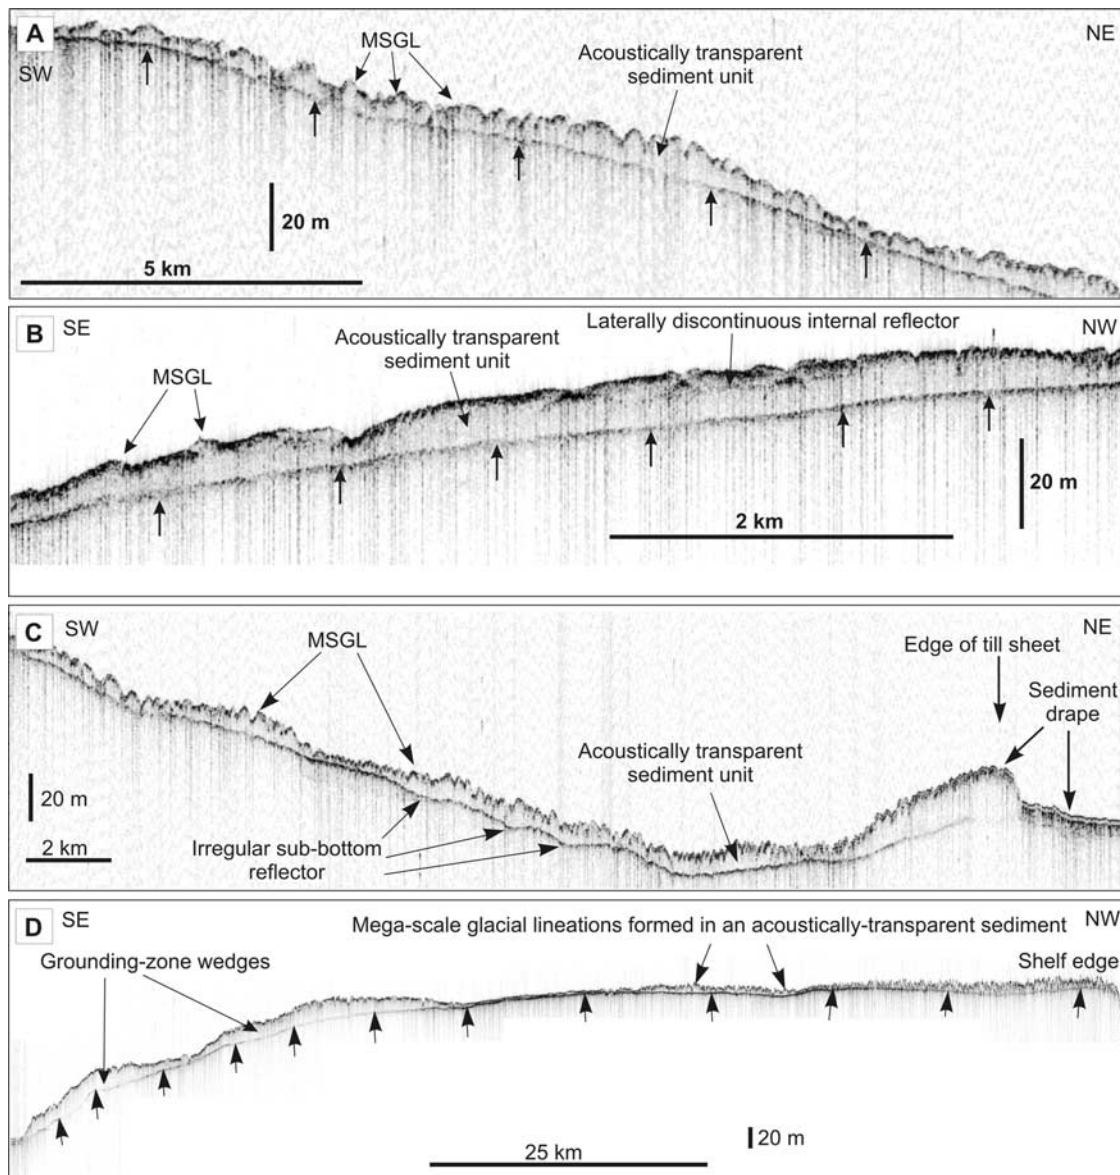 A
SW
NE
MSGL
Acoustically transparent
sediment unit
20 m
5 km
B
SE
NW
MSGL
Acoustically transparent
sediment unit
Laterally discontinuous internal reflector
20 m
2 km
C
SW
NE
MSGL
Edge of till sheet
Sediment
drape
Acoustically transparent
sediment unit
20 m
2 km
Irregular sub-bottom
reflector
D
SE
NW
Mega-scale glacial lineations formed in an acoustically-transparent sediment
Grounding-zone wedges
Shelf edge
20 m
25 km